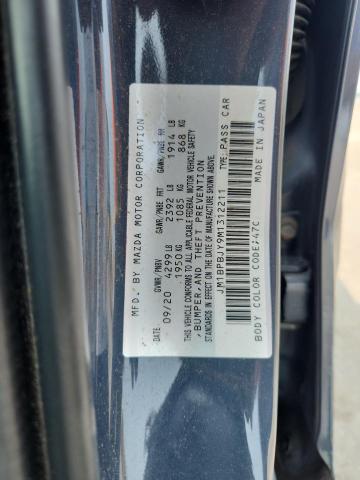 MFD. BY MAZDA MOTOR CORPORATION
DATE GVWR/PNBV GAWR/PNBE FRT GAWR/PNBE RR
09/20 4299LB 2392 LB 1914 LB
1950KG 1085 KG 868 KG
THIS VEHICLE CONFORMS TO ALL APPLICABLE FEDERAL MOTOR VEHICLE SAFETY
,BUMPER,AND THEFT PREVENTION
STANDARDS IN EFFECT ON THE DATE OF MANUFACTURE SHOWN ABOVE.
JM1BPBJY9M1312211 TYPE:PASS CAR
BODY COLOR CODE:47C MADE IN JAPAN